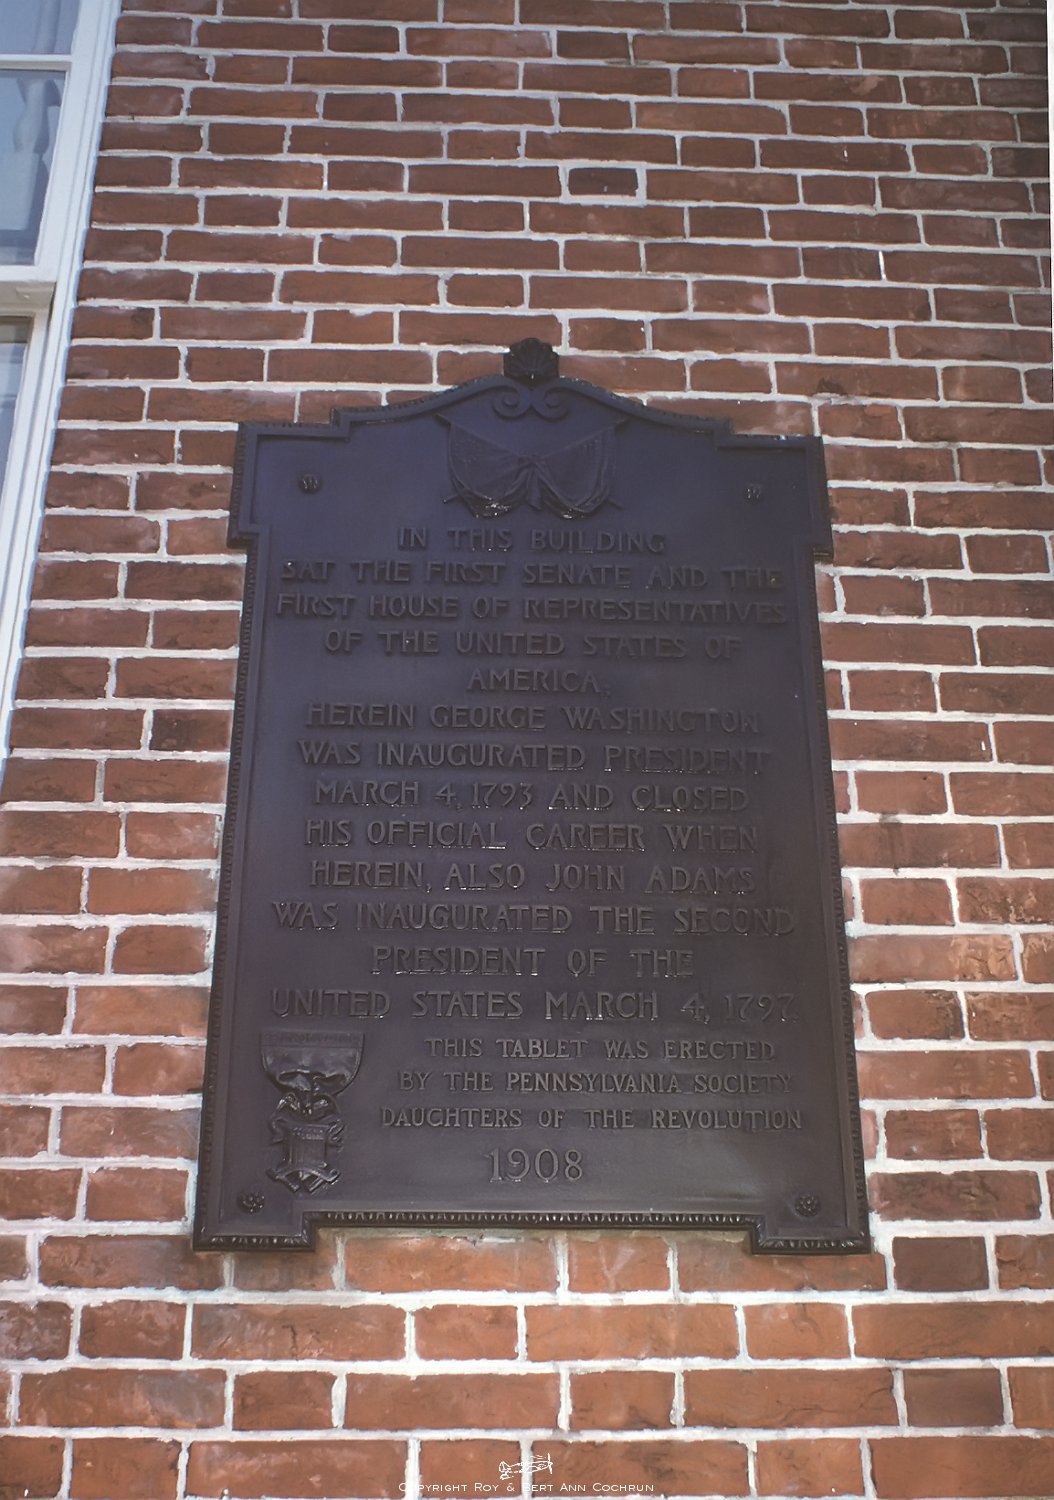 IN THIS BUILDING
SAT THE FIRST SENATE AND THE
FIRST HOUSE OF REPRESENTATIVES
OF THE UNITED STATES OF
AMERICA,
HEREIN GEORGE WASHINGTON
WAS INAUGURATED PRESIDENT
MARCH 4, 1793 AND CLOSED
HIS OFFICIAL CAREER WHEN
HEREIN, ALSO JOHN ADAMS
WAS INAUGURATED THE SECOND
PRESIDENT OF THE
UNITED STATES MARCH 4, 1797.
THIS TABLET WAS ERECTED
BY THE PENNSYLVANIA SOCIETY
DAUGHTERS OF THE REVOLUTION
1908
COPYRIGHT ROY & BERT ANN COCHRUN